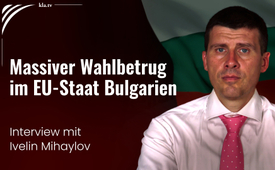 kla.tv
Massiver Wahlbetrug
im EU-Staat Bulgarien
Interview mit
Ivelin Mihaylov